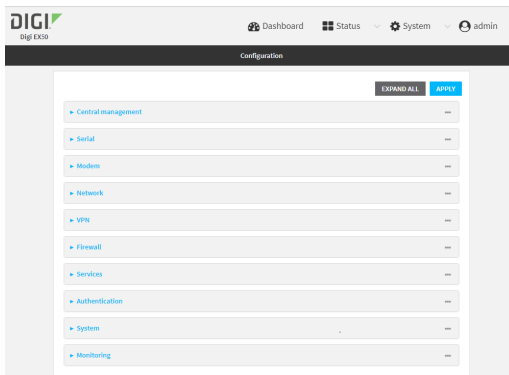 DIGI
Digi EX50
Dashboard
Status
System
admin
Configuration
EXPAND ALL
APPLY
Central management
Serial
Modem
Network
VPN
Firewall
Services
Authentication
System
Monitoring